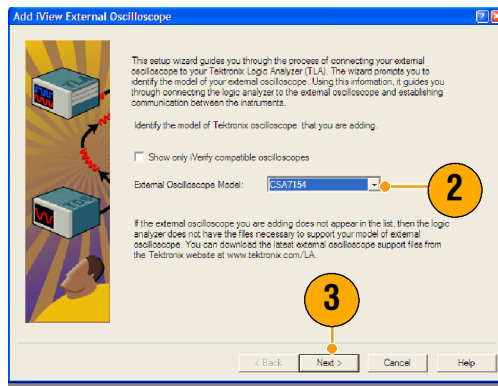 Add iView External Oscilloscope
This setup wizard guides you through the process of connecting your external
oscilloscope to your Tektronix Logic Analyzer (TLA). The wizard prompts you to
identify the model of your external oscilloscope. Using this information, it guides you
through connecting the logic analyzer to the external oscilloscope and establishing
communication between the instruments.
Identify the model of Tektronix oscilloscope that you are adding.
Show only iVerify compatible oscilloscopes
External Oscilloscope Model: CSA7154
2
If the external oscilloscope you are adding does not appear in the list, then the logic
analyzer does not have the files necessary to support your model of external
oscilloscope. You can download the latest external oscilloscope support files from
the Tektronix website at www.tektronix.com/LA.
3
< Back Next > Cancel Help
TLA
TDS